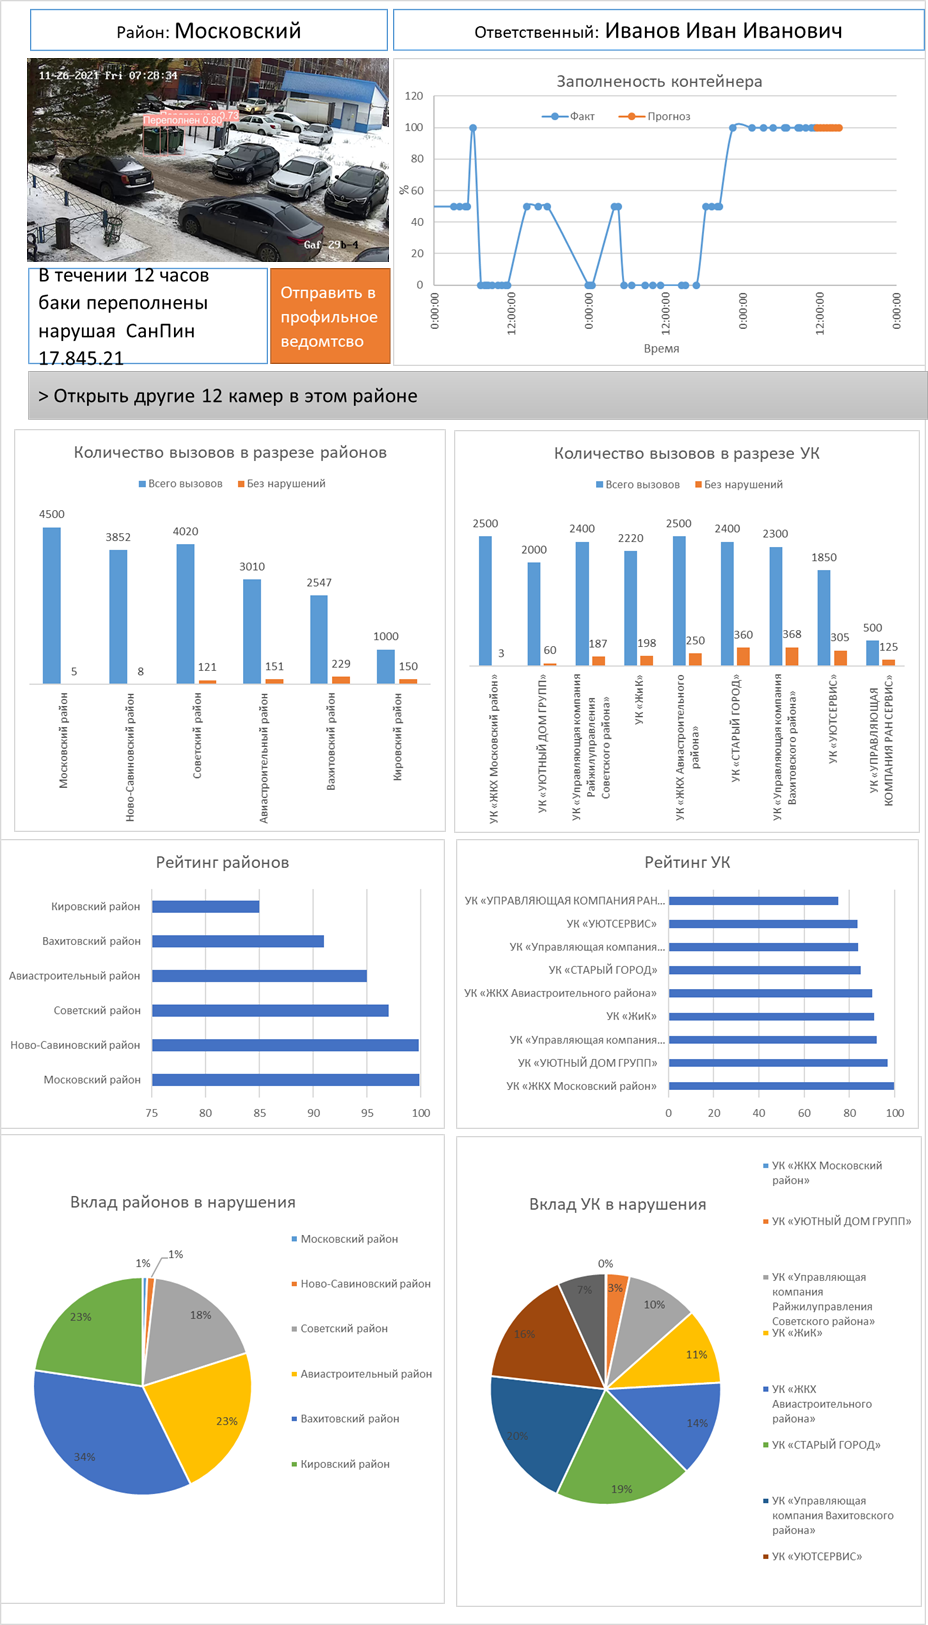 Район: Московский
Ответственный: Иванов Иван Иванович
11-26-2021 Fri 07:28:34
0.73
Переполнен 0.80
Gaf-29b-4
В течении 12 часов
баки переполнены
нарушая СанПин
17.845.21
Отправить в
профильное
ведомтсво
Заполненость контейнера
Факт
Прогноз
120
100
80
60
40
20
0
%
0:00:00
12:00:00
0:00:00
12:00:00
0:00:00
12:00:00
0:00:00
Время
> Открыть другие 12 камер в этом районе
Количество вызовов в разрезе районов
Всего вызовов
Без нарушений
4500
5
3852
8
4020
121
3010
151
2547
229
1000
150
Московский район
Ново-Савиновский район
Советский район
Авиастроительный район
Вахитовский район
Кировский район
Количество вызовов в разрезе УК
Всего вызовов
Без нарушений
2500
3
2000
60
2400
187
2220
198
2500
250
2400
360
2300
368
1850
305
500
125
УК «ЖКХ Московский район»
УК «УЮТНЫЙ ДОМ ГРУПП»
УК «Управляющая компания
Райжилуправления
Советского района»
УК «ЖиК»
УК «ЖКХ Авиастроительного
района»
УК «СТАРЫЙ ГОРОД»
УК «Управляющая компания
Вахитовского района»
УК «УЮТСЕРВИС»
УК «УПРАВЛЯЮЩАЯ
КОМПАНИЯ РАН СЕРВИС»
Рейтинг районов
Кировский район
Вахитовский район
Авиастроительный район
Советский район
Ново-Савиновский район
Московский район
75
80
85
90
95
100
Рейтинг УК
УК «УПРАВЛЯЮЩАЯ КОМПАНИЯ РАН…
УК «УЮТСЕРВИС»
УК «Управляющая компания…
УК «СТАРЫЙ ГОРОД»
УК «ЖКХ Авиастроительного района»
УК «ЖиК»
УК «Управляющая компания…
УК «УЮТНЫЙ ДОМ ГРУПП»
УК «ЖКХ Московский район»
0
20
40
60
80
100
Вклад районов в нарушения
1%
1%
18%
23%
34%
23%
Московский район
Ново-Савиновский район
Советский район
Авиастроительный район
Вахитовский район
Кировский район
Вклад УК в нарушения
0%
3%
10%
11%
14%
19%
20%
16%
7%
УК «ЖКХ Московский
район»
УК «УЮТНЫЙ ДОМ ГРУПП»
УК «Управляющая
компания
Райжилуправления
Советского района»
УК «ЖиК»
УК «ЖКХ
Авиастроительного
района»
УК «СТАРЫЙ ГОРОД»
УК «Управляющая
компания Вахитовского
района»
УК «УЮТСЕРВИС»